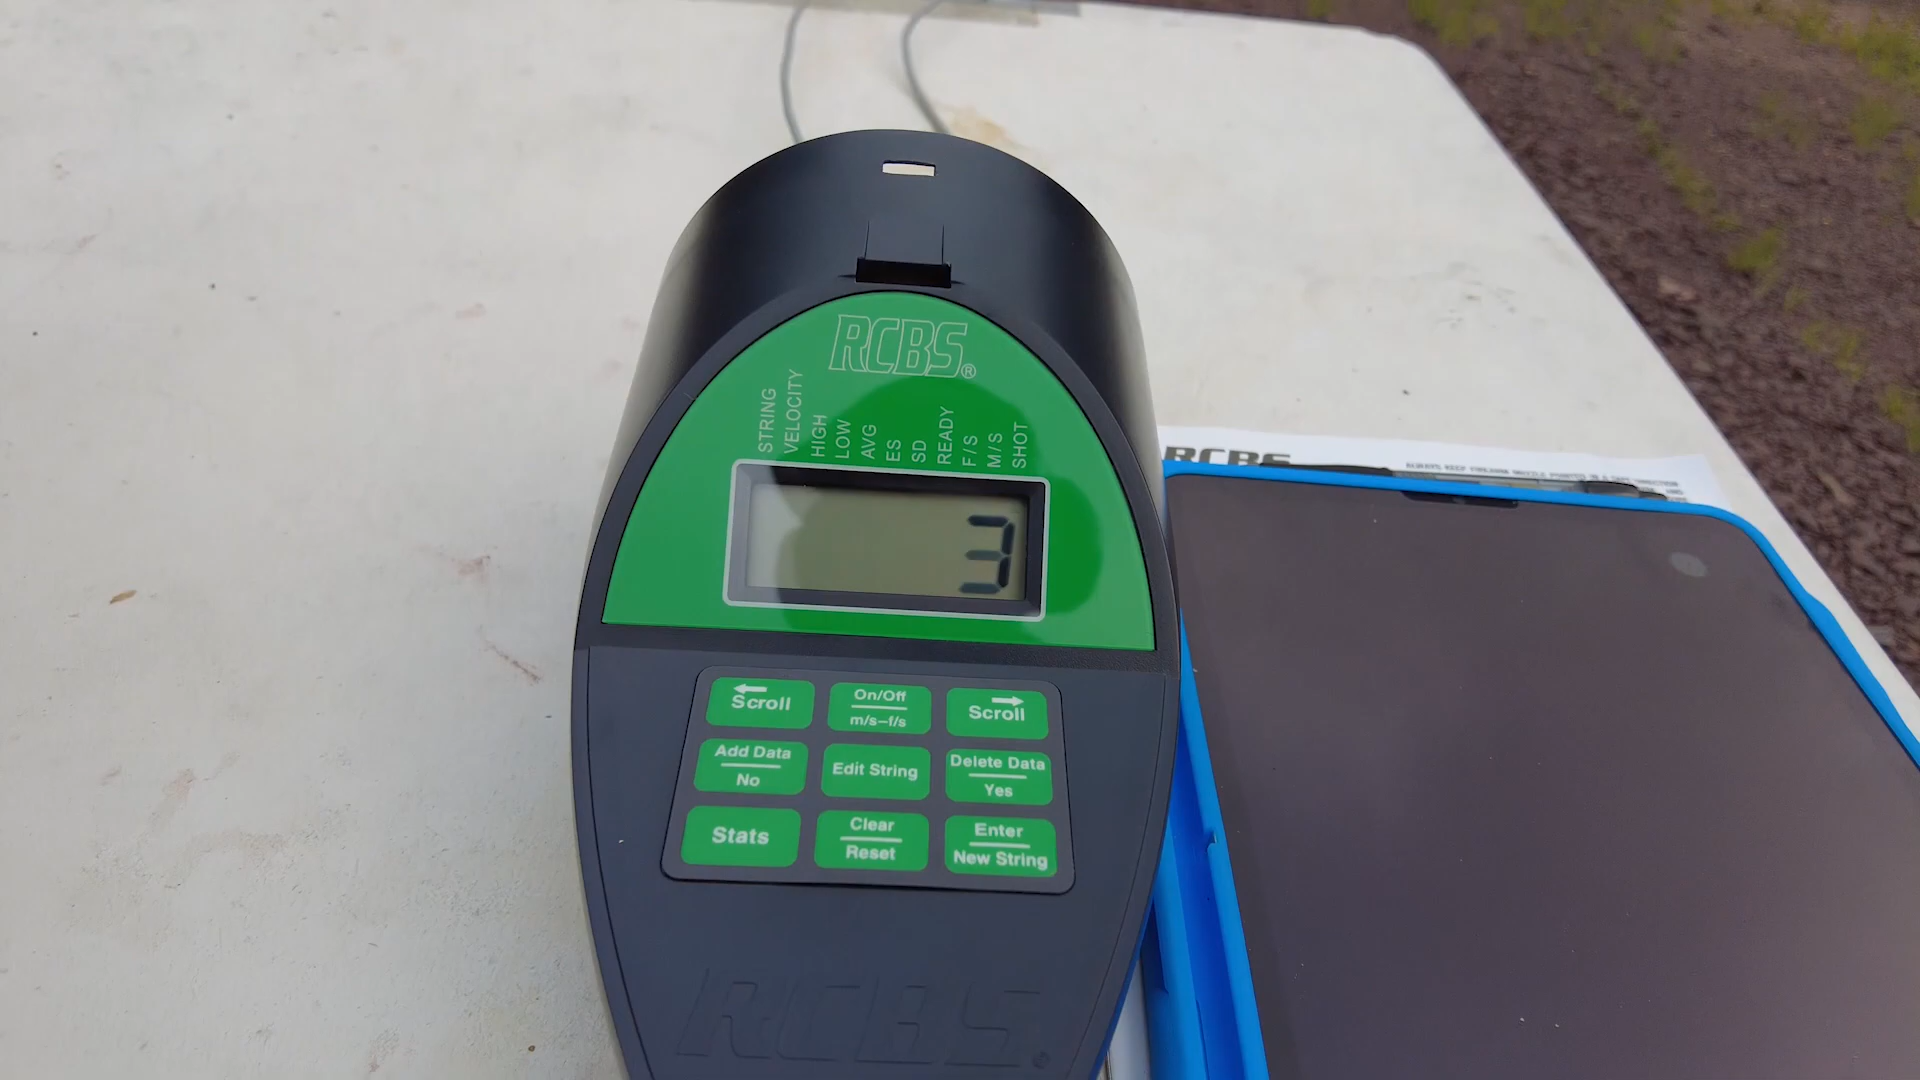 RCBS®
STRING
VELOCITY
HIGH
LOW
AVG
ES
SD
READY
F/S
M/S
SHOT
3
Scroll
On/Off
m/s–f/s
Scroll
Add Data
No
Edit String
Delete Data
Yes
Stats
Clear
Reset
Enter
New String
RCBS
RCBS